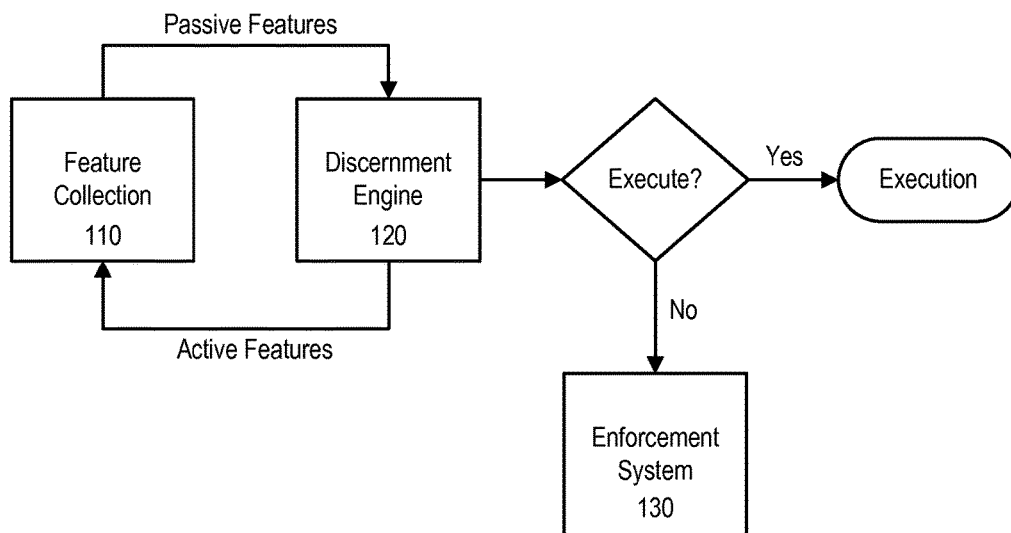 Passive Features
Feature
Collection
110
Discernment
Engine
120
Execute?
Yes
Execution
No
Active Features
Enforcement
System
130